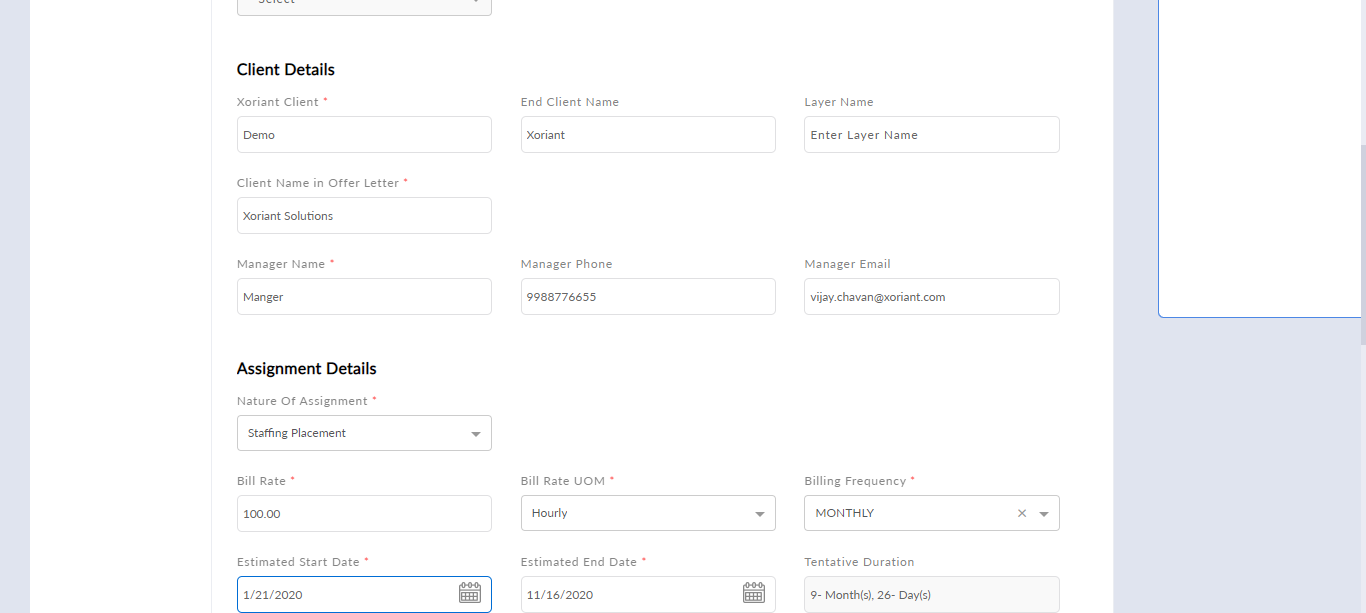 Select
Client Details
Xoriant Client * End Client Name Layer Name
Demo Xoriant Enter Layer Name
Client Name in Offer Letter *
Xoriant Solutions
Manager Name * Manager Phone Manager Email
Manger 9988776655 vijay.chavan@xoriant.com
Assignment Details
Nature Of Assignment *
Staffing Placement
Bill Rate * Bill Rate UOM * Billing Frequency *
100.00 Hourly MONTHLY ×
Estimated Start Date * Estimated End Date * Tentative Duration
1/21/2020 11/16/2020 9- Month(s), 26- Day(s)